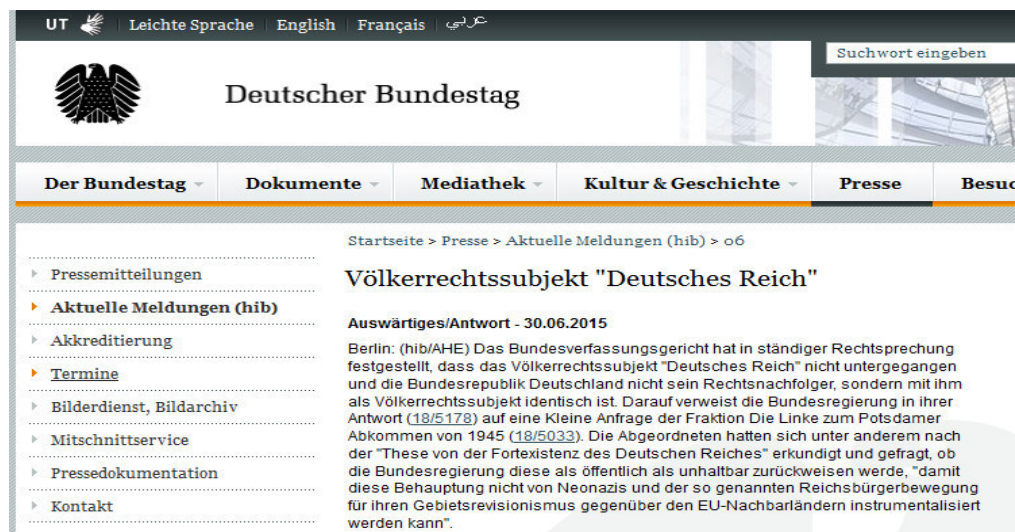 UT Leichte Sprache English Français عربي
Suchwort eingeben
Deutscher Bundestag
Der Bundestag Dokumente Mediathek Kultur & Geschichte Presse Besuc
Startseite > Presse > Aktuelle Meldungen (hib) > 06
Pressemitteilungen
Aktuelle Meldungen (hib)
Akkreditierung
Termine
Bilderdienst, Bildarchiv
Mitschnittservice
Pressedokumentation
Kontakt
Völkerrechtssubjekt "Deutsches Reich"
Auswärtiges/Antwort - 30.06.2015
Berlin: (hib/AHE) Das Bundesverfassungsgericht hat in ständiger Rechtsprechung
festgestellt, dass das Völkerrechtssubjekt "Deutsches Reich" nicht untergegangen
und die Bundesrepublik Deutschland nicht sein Rechtsnachfolger, sondern mit ihm
als Völkerrechtssubjekt identisch ist. Darauf verweist die Bundesregierung in ihrer
Antwort (18/5178) auf eine Kleine Anfrage der Fraktion Die Linke zum Potsdamer
Abkommen von 1945 (18/5033). Die Abgeordneten hatten sich unter anderem nach
der "These von der Fortexistenz des Deutschen Reiches" erkundigt und gefragt, ob
die Bundesregierung diese als öffentlich als unhaltbar zurückweisen werde, "damit
diese Behauptung nicht von Neonazis und der so genannten Reichsbürgerbewegung
für ihren Gebietsrevisionismus gegenüber den EU-Nachbarländern instrumentalisiert
werden kann".